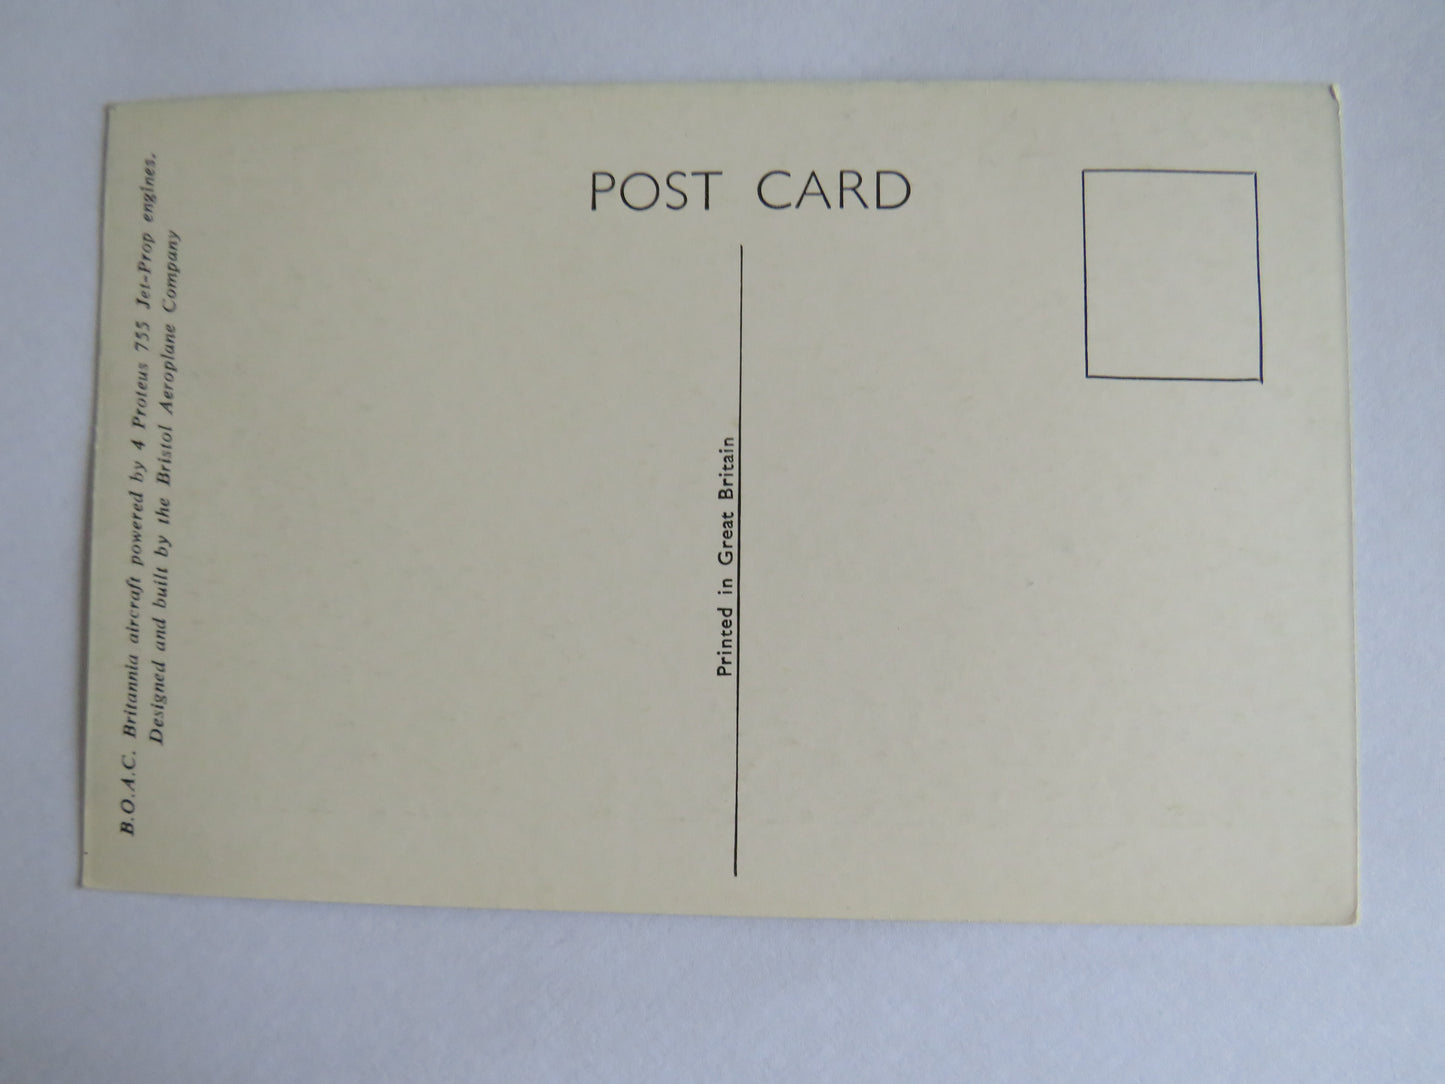 POST CARD
B.O.A.C. Britannia aircraft powered by 4 Proteus 755 Jet-Prop engines.
Designed and built by the Bristol Aeroplane Company
Printed in Great Britain